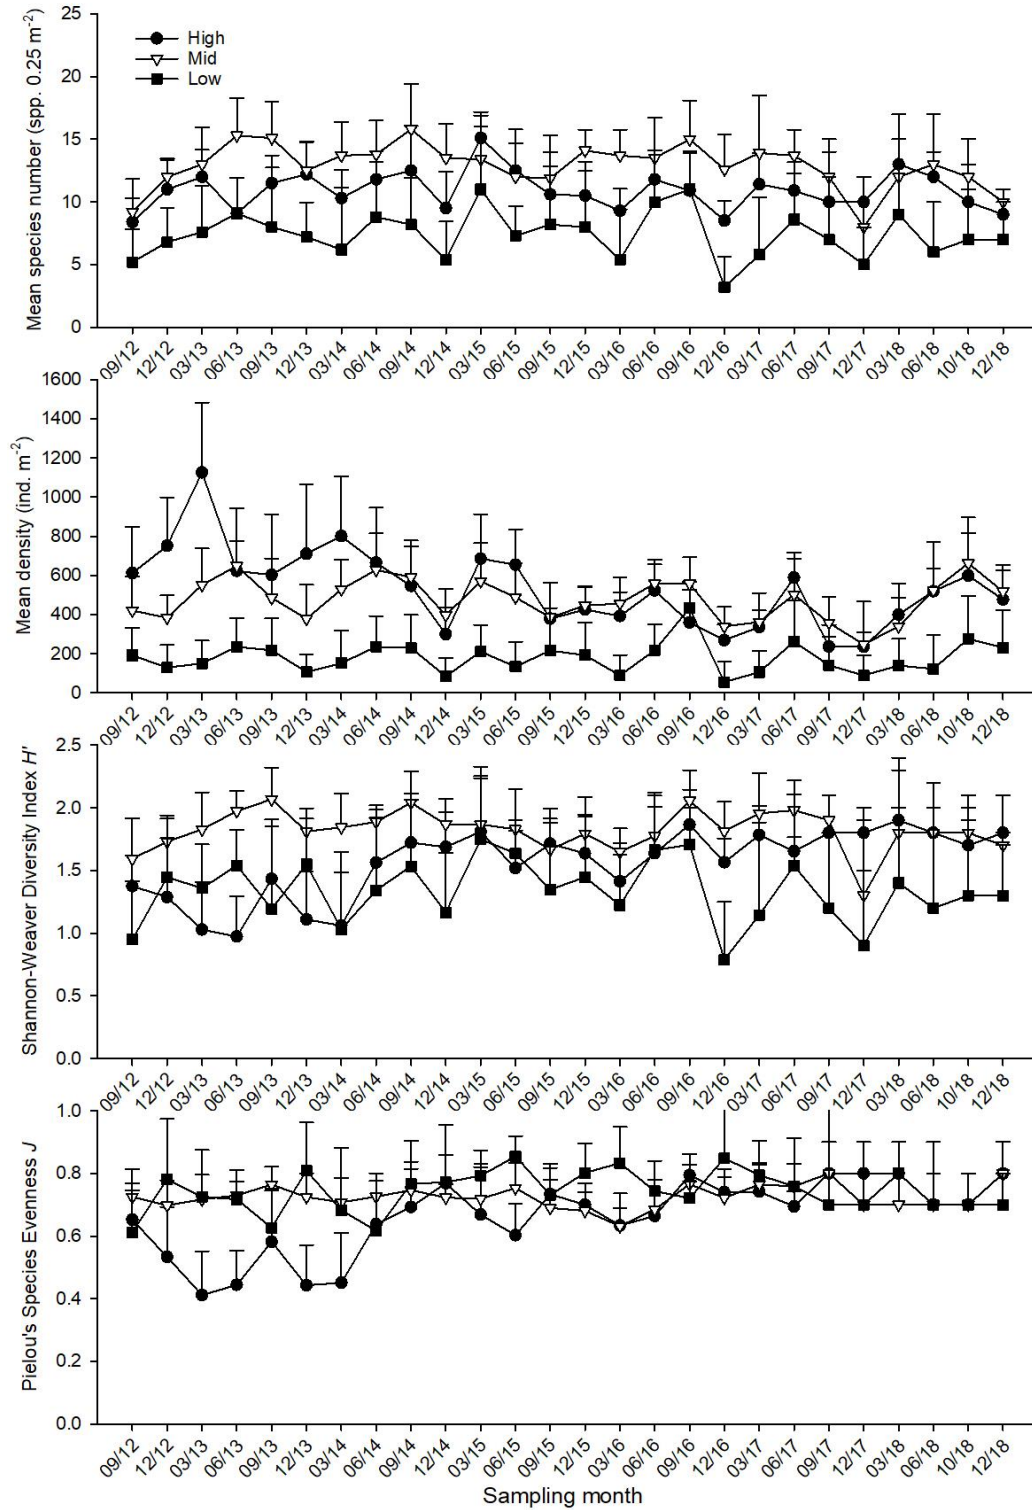 Mean species number (spp. 0.25 m⁻²)
25
20
15
10
5
0
High
Mid
Low
09/12 12/12 03/13 06/13 09/13 12/13 03/14 06/14 09/14 12/14 03/15 06/15 09/15 12/15 03/16 06/16 09/16 12/16 03/17 06/17 09/17 12/17 03/18 06/18 10/18 12/18
Mean density (ind. m⁻²)
1600
1400
1200
1000
800
600
400
200
0
09/12 12/12 03/13 06/13 09/13 12/13 03/14 06/14 09/14 12/14 03/15 06/15 09/15 12/15 03/16 06/16 09/16 12/16 03/17 06/17 09/17 12/17 03/18 06/18 10/18 12/18
Shannon-Weaver Diversity Index H'
2.5
2.0
1.5
1.0
0.5
0.0
09/12 12/12 03/13 06/13 09/13 12/13 03/14 06/14 09/14 12/14 03/15 06/15 09/15 12/15 03/16 06/16 09/16 12/16 03/17 06/17 09/17 12/17 03/18 06/18 10/18 12/18
Pielou's Species Evenness J
1.0
0.8
0.6
0.4
0.2
0.0
09/12 12/12 03/13 06/13 09/13 12/13 03/14 06/14 09/14 12/14 03/15 06/15 09/15 12/15 03/16 06/16 09/16 12/16 03/17 06/17 09/17 12/17 03/18 06/18 10/18 12/18
Sampling month